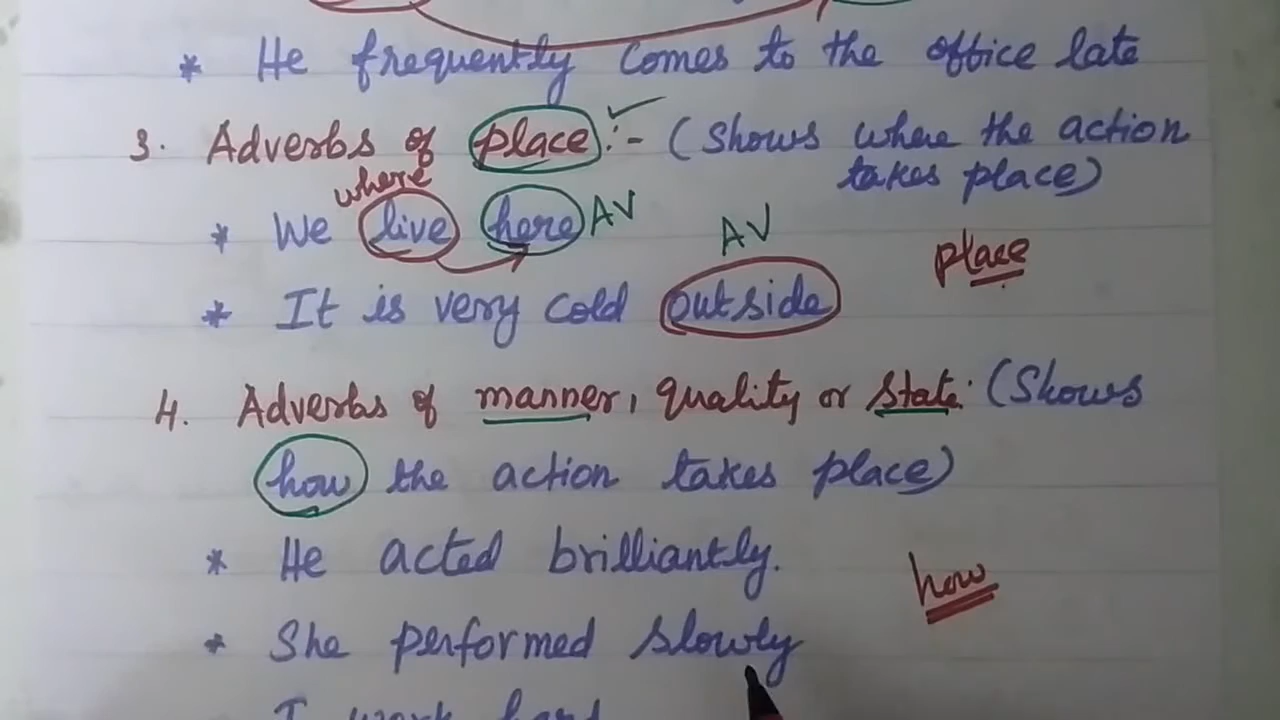 * He frequently comes to the office late
3. Adverbs of place :- (Shows where the action
takes place)
where
* We live here AV
AV
place
* It is very cold outside
4. Adverbs of manner, quality or state. (Shows
how the action takes place)
* He acted brilliantly.
how
* She performed slowly
I work hard